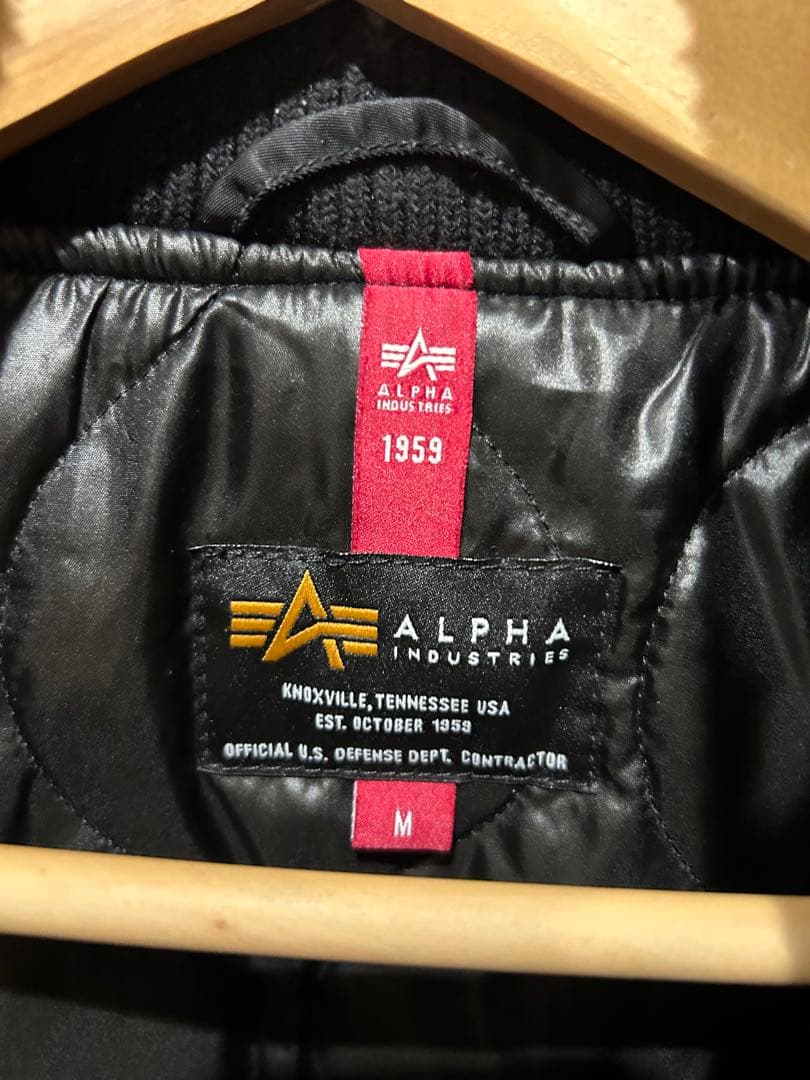 ALPHA
INDUSTRIES
1959
ALPHA
INDUSTRIES
KNOXVILLE, TENNESSEE USA
EST. OCTOBER 1959
OFFICIAL U.S. DEFENSE DEPT. CONTRACTOR
M